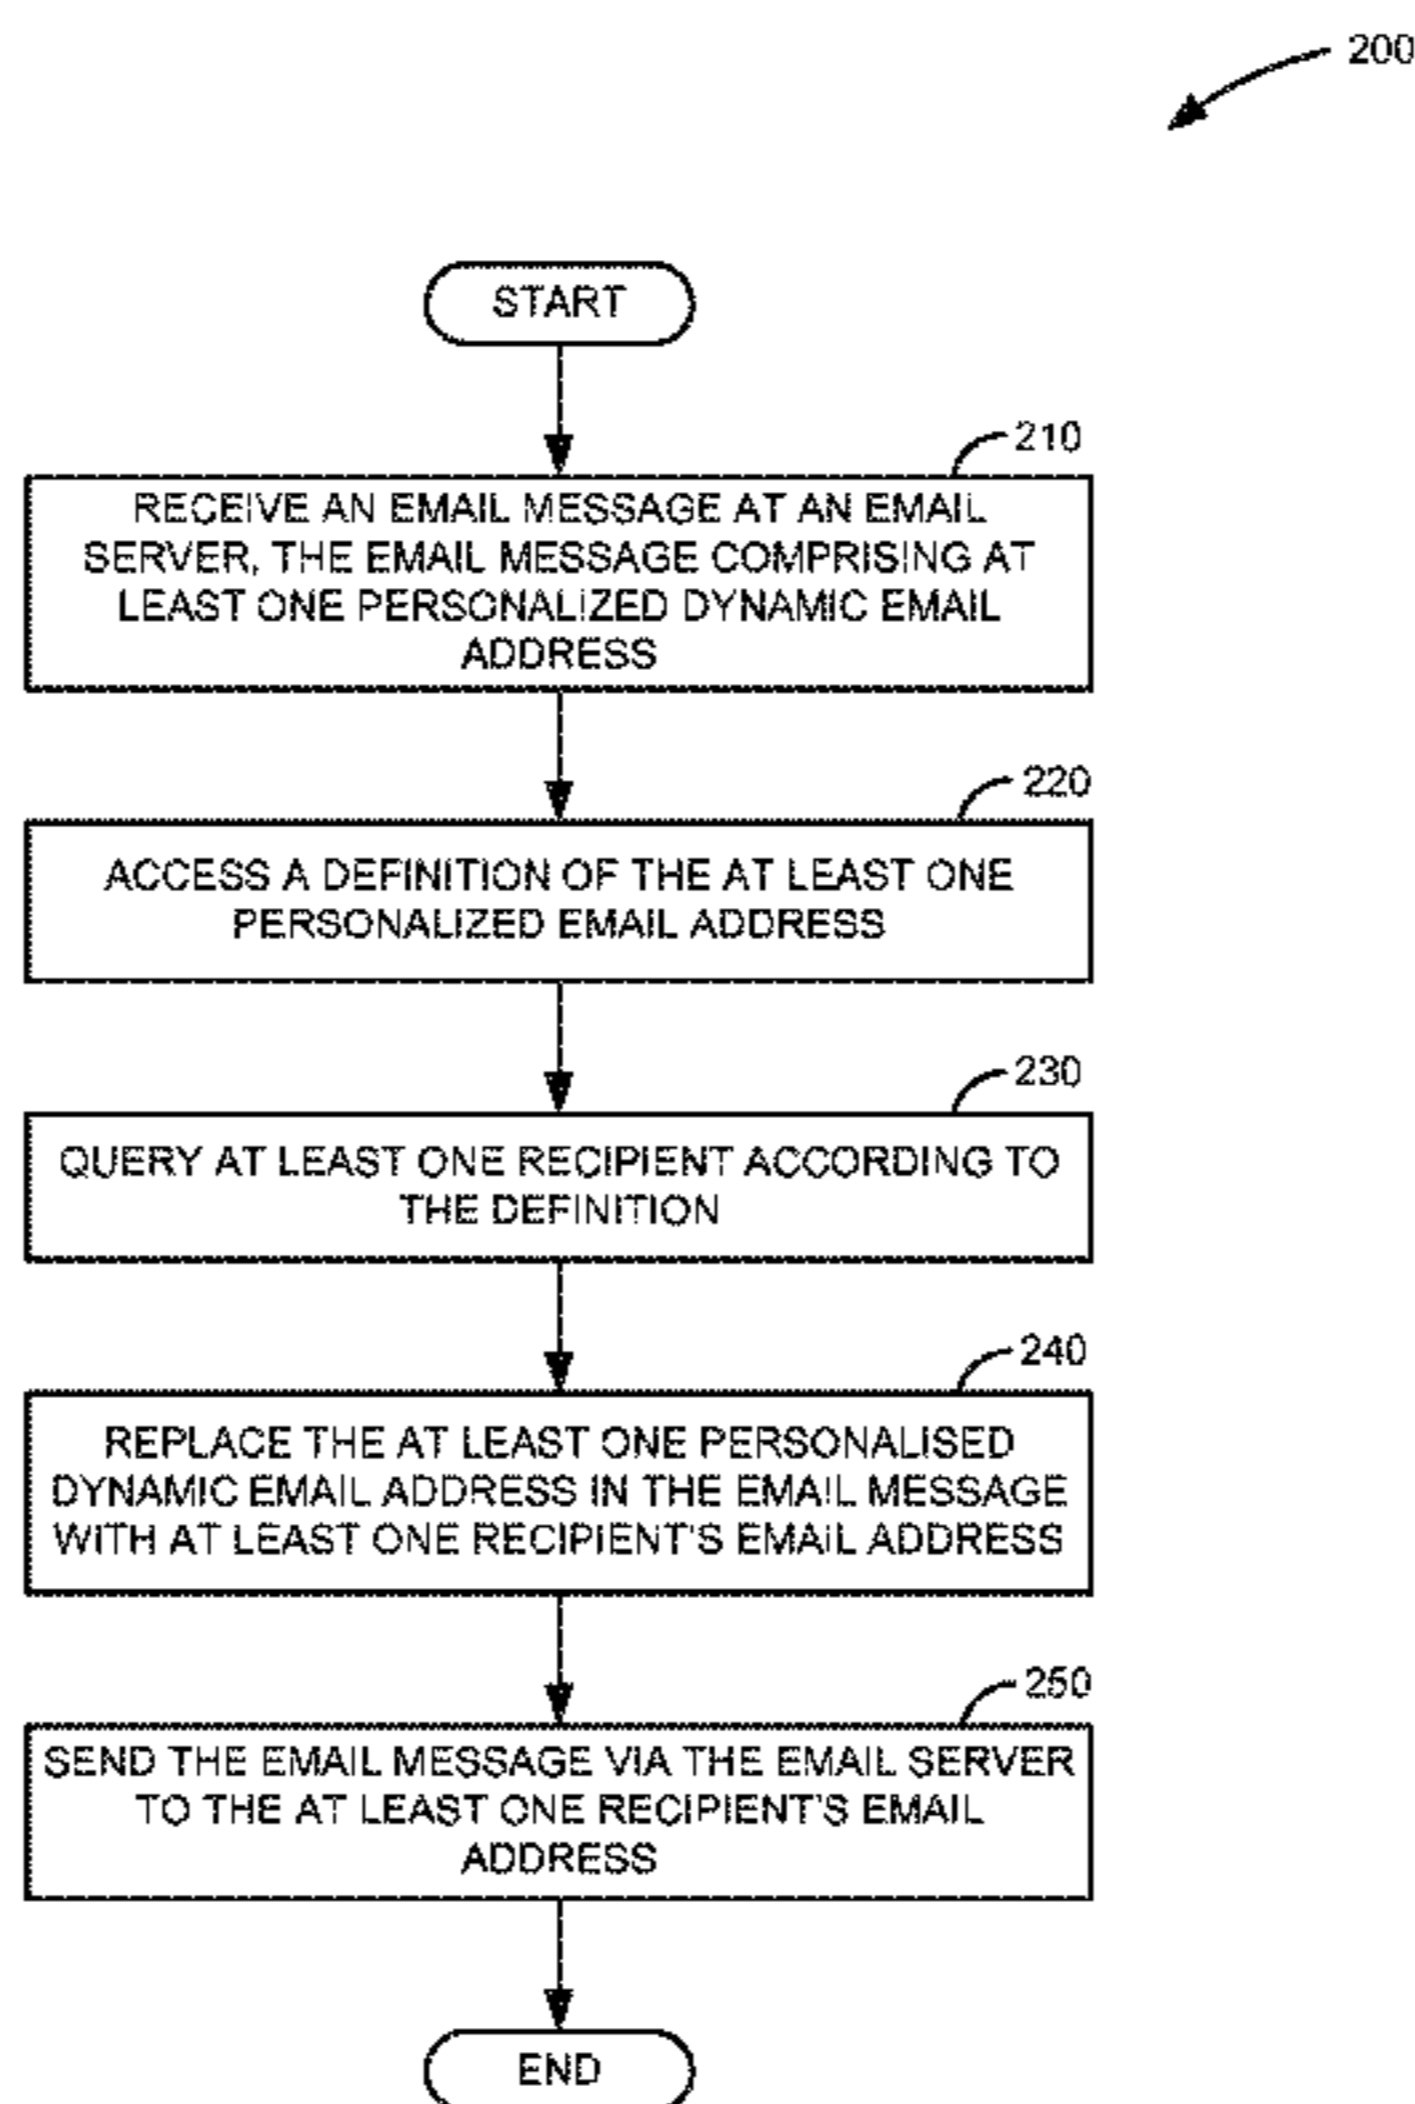 200
START
210
RECEIVE AN EMAIL MESSAGE AT AN EMAIL
SERVER, THE EMAIL MESSAGE COMPRISING AT
LEAST ONE PERSONALIZED DYNAMIC EMAIL
ADDRESS
220
ACCESS A DEFINITION OF THE AT LEAST ONE
PERSONALIZED EMAIL ADDRESS
230
QUERY AT LEAST ONE RECIPIENT ACCORDING TO
THE DEFINITION
240
REPLACE THE AT LEAST ONE PERSONALISED
DYNAMIC EMAIL ADDRESS IN THE EMAIL MESSAGE
WITH AT LEAST ONE RECIPIENT'S EMAIL ADDRESS
250
SEND THE EMAIL MESSAGE VIA THE EMAIL SERVER
TO THE AT LEAST ONE RECIPIENT'S EMAIL
ADDRESS
END